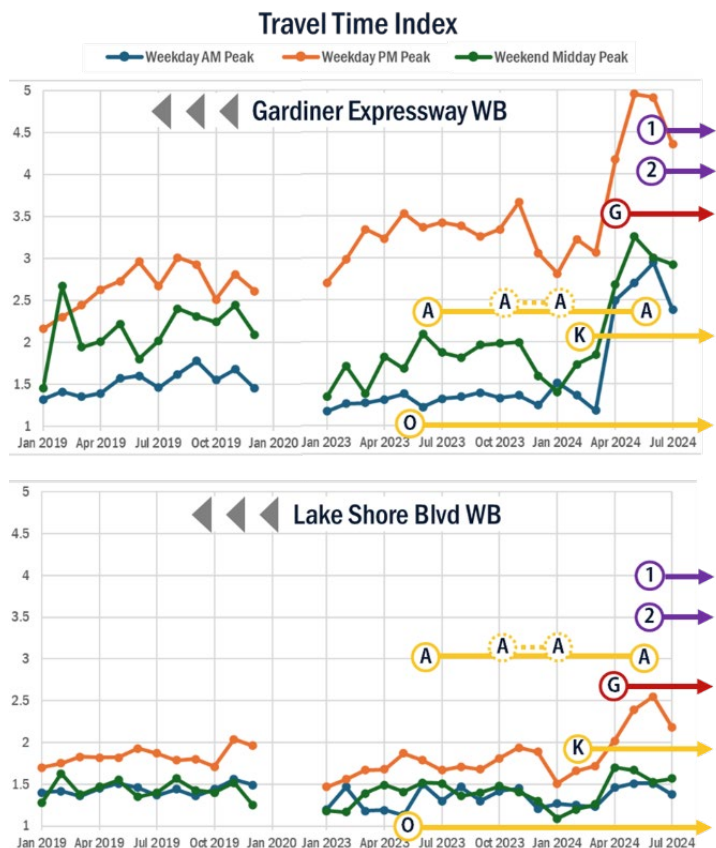 Travel Time Index
Weekday AM Peak Weekday PM Peak Weekend Midday Peak
Gardiner Expressway WB
5
4.5
4
3.5
3
2.5
2
1.5
1
1
2
G
A A A A
K
O
Jan 2019 Apr 2019 Jul 2019 Oct 2019 Jan 2020 Jan 2023 Apr 2023 Jul 2023 Oct 2023 Jan 2024 Apr 2024 Jul 2024
Lake Shore Blvd WB
5
4.5
4
3.5
3
2.5
2
1.5
1
1
2
A A A A
G
K
O
Jan 2019 Apr 2019 Jul 2019 Oct 2019 Jan 2020 Jan 2023 Apr 2023 Jul 2023 Oct 2023 Jan 2024 Apr 2024 Jul 2024